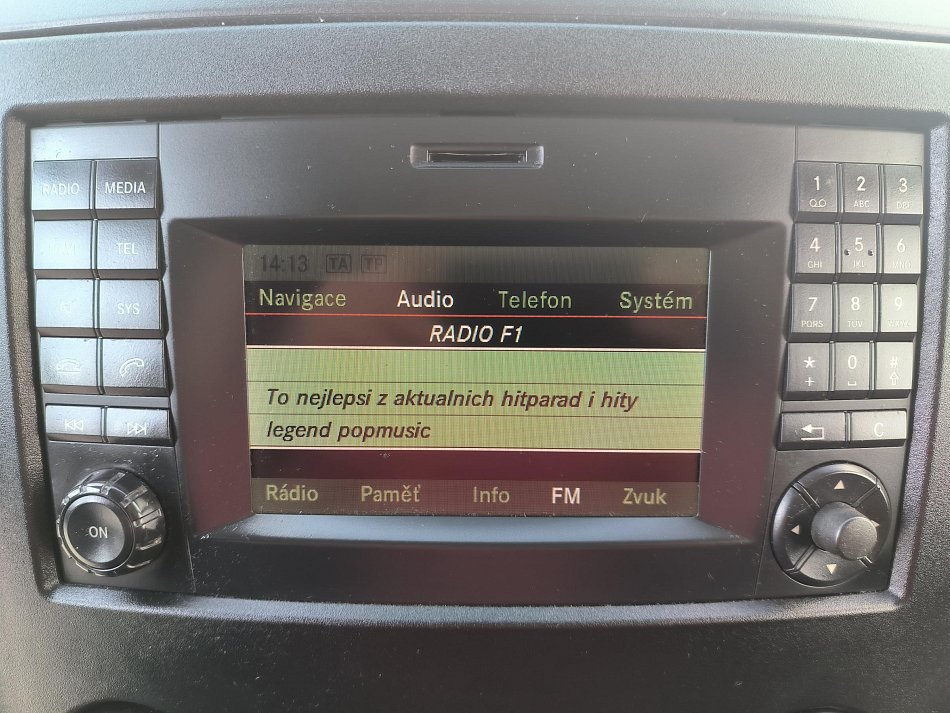 RADIO MEDIA
TEL
SYS
ON
14:13 TA TP
Navigace Audio Telefon Systém
RADIO F1
To nejlepsi z aktualnich hitparad i hity
legend popmusic
Rádio Paměť Info FM Zvuk
1 2 3
ABC DEF
4 5 6
GHI JKL MNO
7 8 9
PQRS TUV WXYZ
* 0 #
+
C